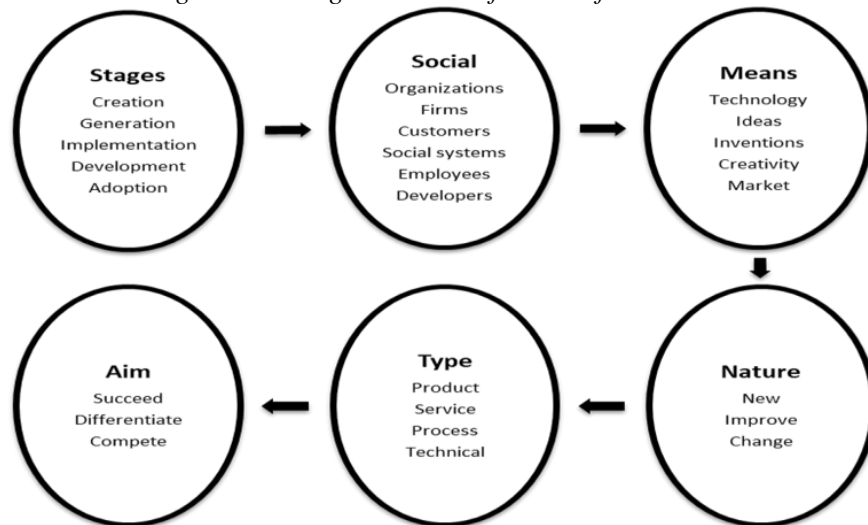 Stages
Creation
Generation
Implementation
Development
Adoption
Social
Organizations
Firms
Customers
Social systems
Employees
Developers
Means
Technology
Ideas
Inventions
Creativity
Market
Aim
Succeed
Differentiate
Compete
Type
Product
Service
Process
Technical
Nature
New
Improve
Change